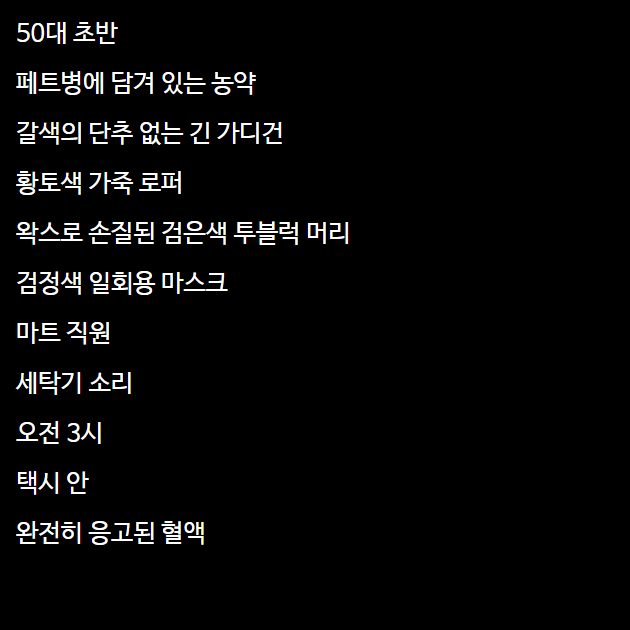 50대 초반
페트병에 담겨 있는 농약
갈색의 단추 없는 긴 가디건
황토색 가죽 로퍼
왁스로 손질된 검은색 투블럭 머리
검정색 일회용 마스크
마트 직원
세탁기 소리
오전 3시
택시 안
완전히 응고된 혈액